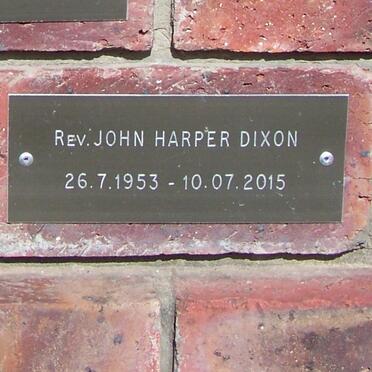 Rev. JOHN HARPER DIXON
26.7.1953 - 10.07.2015